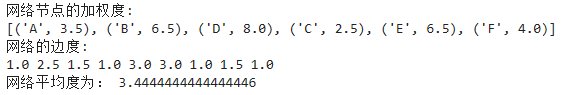 网络节点的加权度:
[('A', 3.5), ('B', 6.5), ('D', 8.0), ('C', 2.5), ('E', 6.5), ('F', 4.0)]
网络的边度:
1.0 2.5 1.5 1.0 3.0 3.0 1.0 1.5 1.0
网络平均度为: 3.4444444444444446